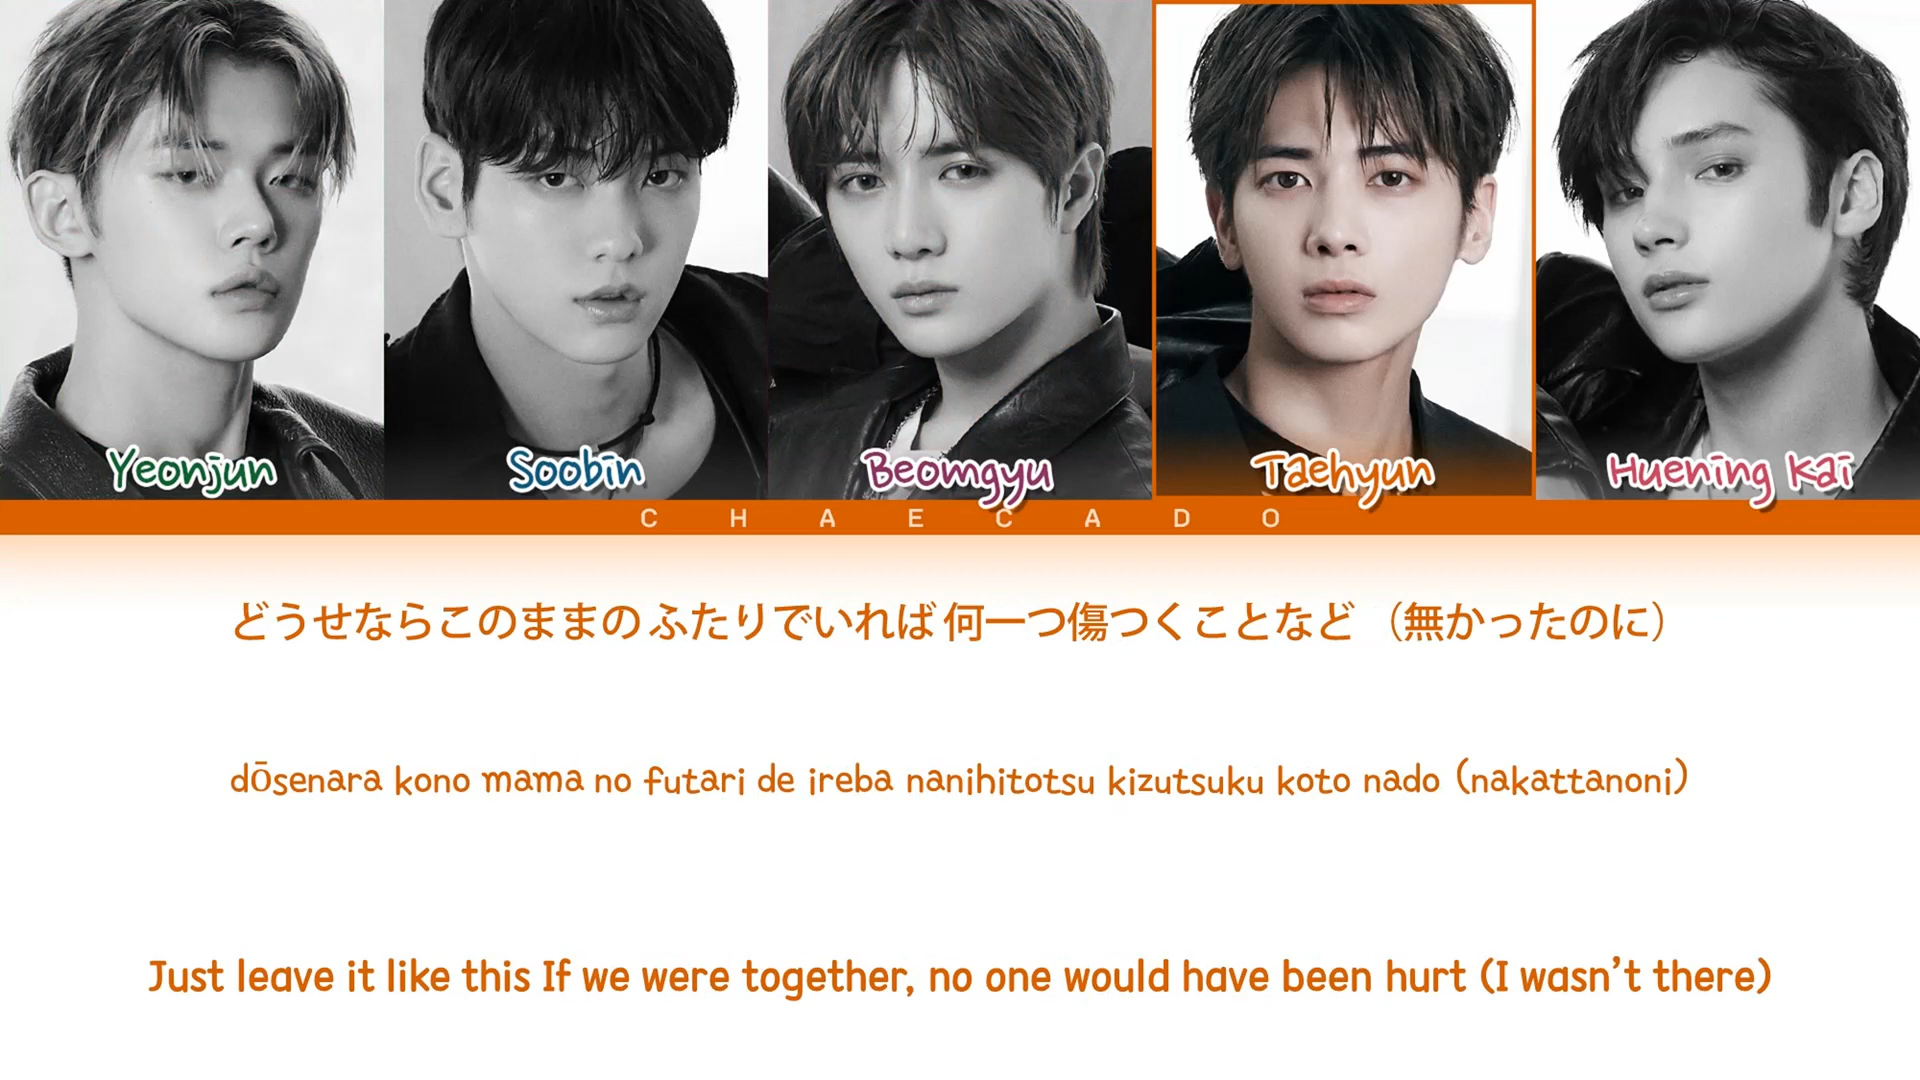 Yeonjun Soobin Beomgyu Taehyun Huening Kai
CHAECADO
どうせならこのままの ふたりでいれば 何一つ傷つくことなど (無かったのに)
dōsenara kono mama no futari de ireba nanihitotsu kizutsuku koto nado (nakattanoni)
Just leave it like this If we were together, no one would have been hurt (I wasn't there)